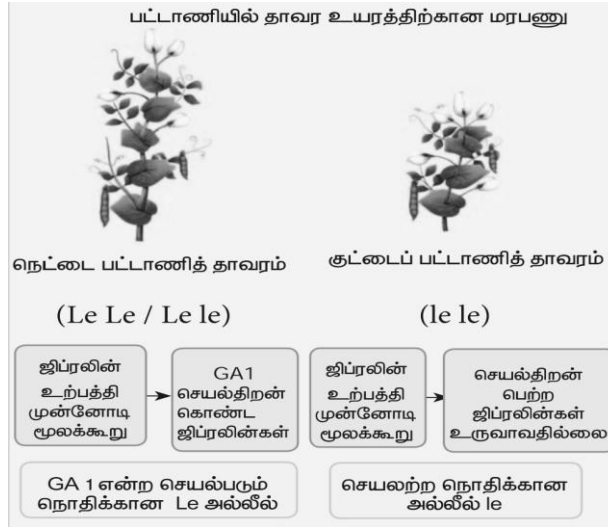 பட்டாணியில் தாவர உயரத்திற்கான மரபணு
நெட்டை பட்டாணித் தாவரம்
(Le Le / Le le)
ஜிப்ரலின்
உற்பத்தி
முன்னோடி
மூலக்கூறு
GA1
செயல்திறன்
கொண்ட
ஜிப்ரலின்கள்
GA 1 என்ற செயல்படும்
நொதிக்கான Le அல்லீல்
குட்டைப் பட்டாணித் தாவரம்
(le le)
ஜிப்ரலின்
உற்பத்தி
முன்னோடி
மூலக்கூறு
செயல்திறன்
பெற்ற
ஜிப்ரலின்கள்
உருவாவதில்லை
செயலற்ற நொதிக்கான
அல்லீல் le